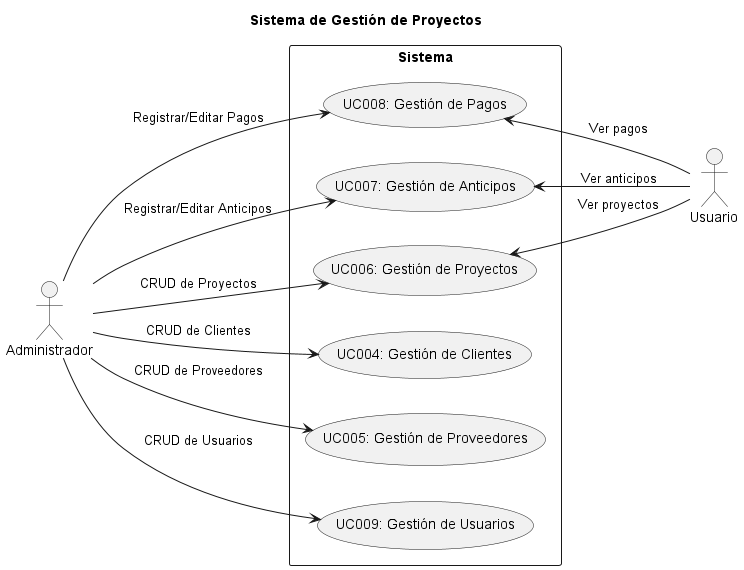 Sistema de Gestión de Proyectos
Sistema
UC008: Gestión de Pagos
Registrar/Editar Pagos
Ver pagos
UC007: Gestión de Anticipos
Ver anticipos
Registrar/Editar Anticipos
Ver proyectos
Usuario
UC006: Gestión de Proyectos
CRUD de Proyectos
CRUD de Clientes
Administrador
UC004: Gestión de Clientes
CRUD de Proveedores
UC005: Gestión de Proveedores
CRUD de Usuarios
UC009: Gestión de Usuarios